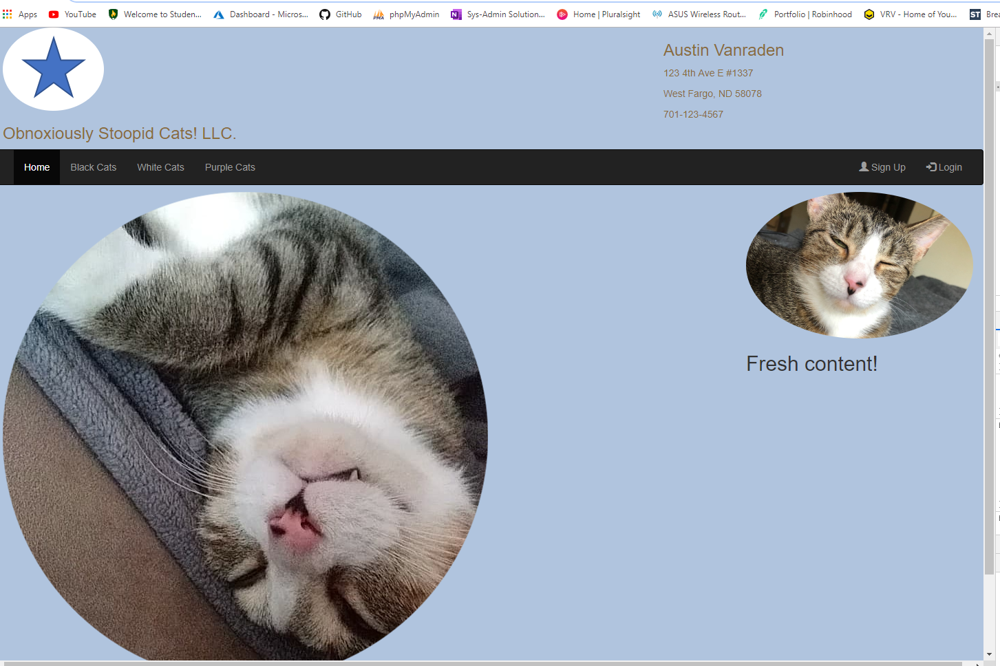 Apps YouTube Welcome to Studen... Dashboard - Micros... GitHub phpMyAdmin Sys-Admin Solution... Home | Pluralsight ASUS Wireless Rout... Portfolio | Robinhood VRV - Home of You... ST Brea
Austin Vanraden
123 4th Ave E #1337
West Fargo, ND 58078
701-123-4567
Obnoxiously Stoopid Cats! LLC.
Home Black Cats White Cats Purple Cats Sign Up Login
Fresh content!